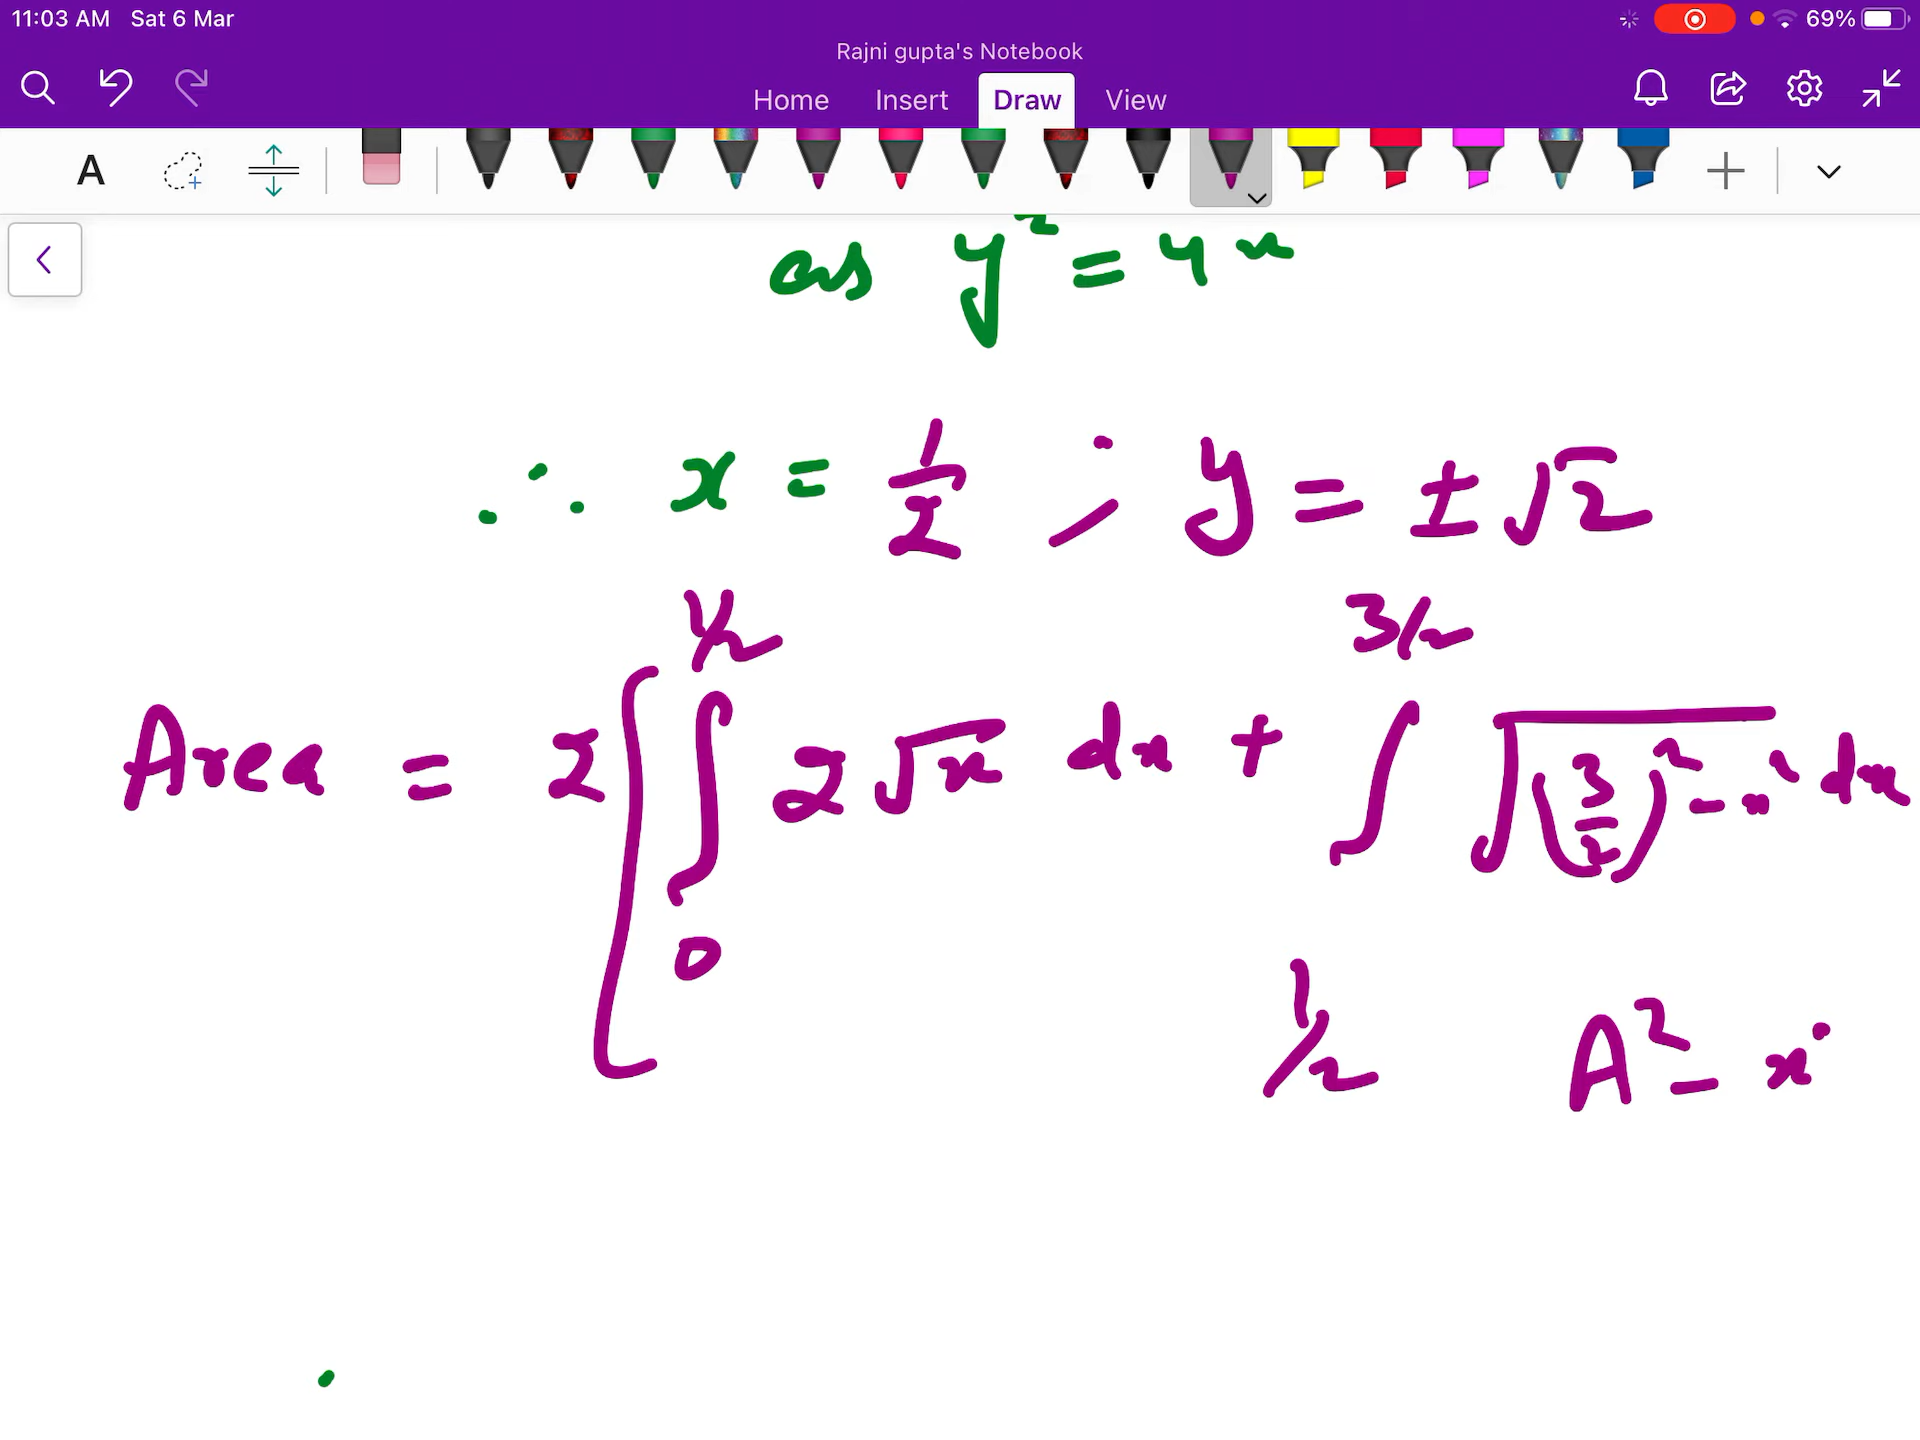 11:03 AM Sat 6 Mar 69%
Rajni gupta's Notebook
Home Insert Draw View
A
as y² = 4x
∴ x = 1/2 ; y = ± √2
Area = 2 [ ∫₀^{1/2} 2 √x dx + ∫_{1/2}^{3/2} √((3/2)² - x²) dx
A² - x